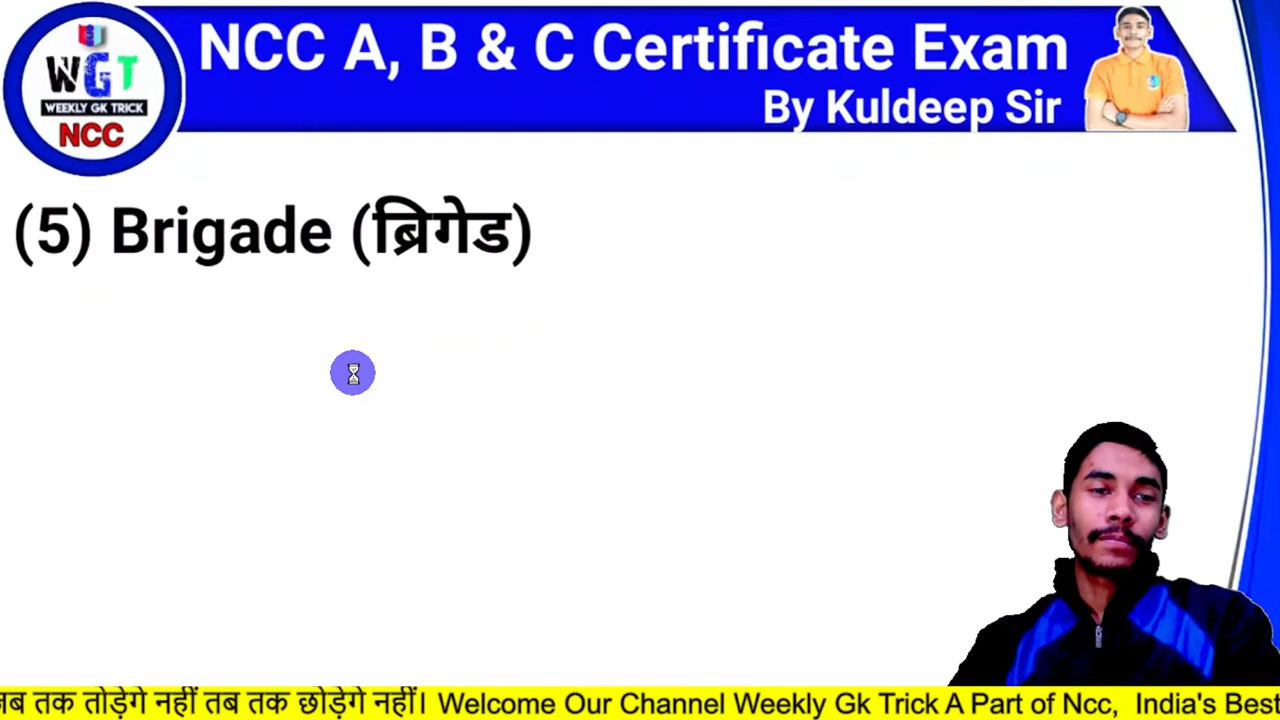 WGT
WEEKLY GK TRICK
NCC
NCC A, B & C Certificate Exam
By Kuldeep Sir
(5) Brigade (ब्रिगेड)
जब तक तोड़ेगे नहीं तब तक छोड़ेगे नहीं। Welcome Our Channel Weekly Gk Trick A Part of Ncc, India's Best